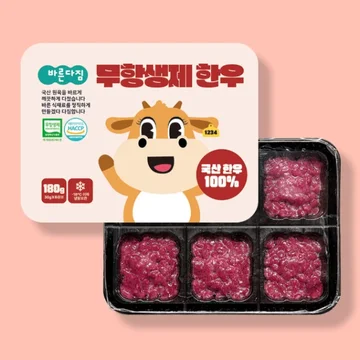 바른다짐
무항생제 한우
국산 원육을 바르게
깨끗하게 다졌습니다
바른 식재료를 정직하게
만들겠다 다짐합니다
HACCP
1234
국산 한우
100%
180g